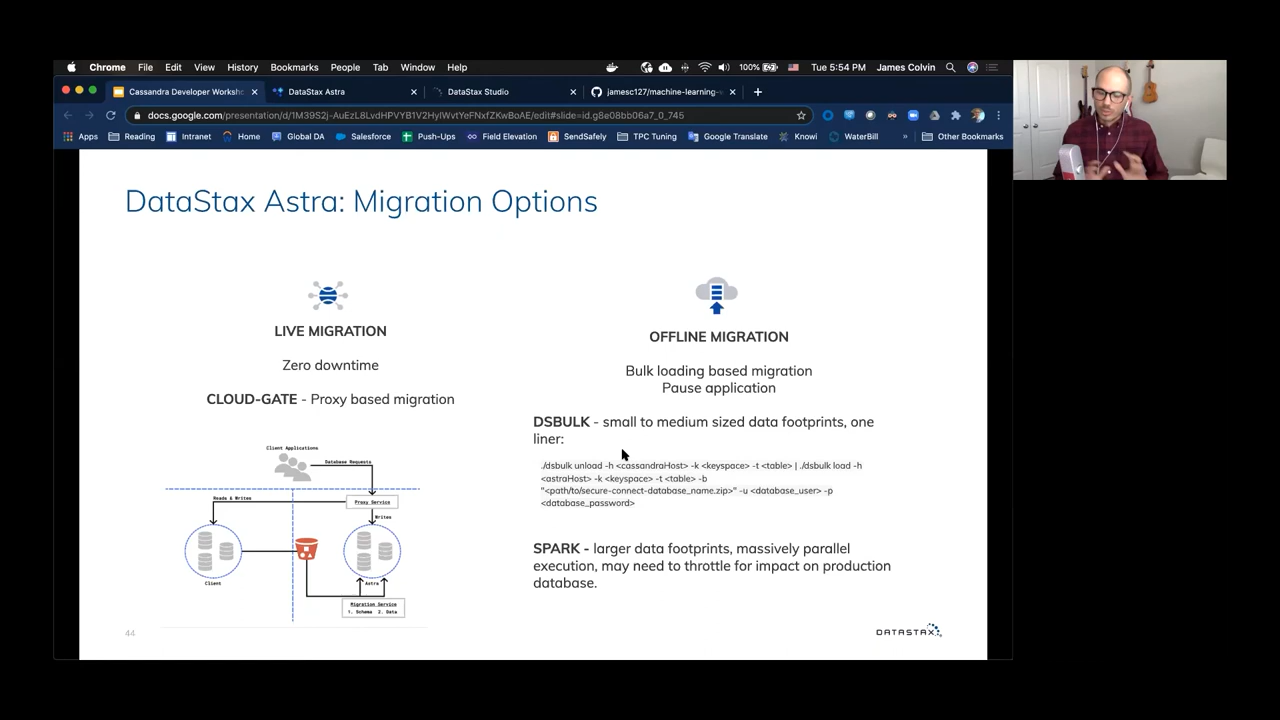 Chrome File Edit View History Bookmarks People Tab Window Help 100% Tue 5:54 PM James Colvin
Cassandra Developer Worksho DataStax Astra DataStax Studio jamesc127/machine-learning-
docs.google.com/presentation/d/1M39S2j-AuEzL8LvdHPVYB1V2HylWvtYeFNxfZKwBoAE/edit#slide=id.g8e08bb06a7_0_745
Apps Reading Intranet Home Global DA Salesforce Push-Ups Field Elevation SendSafely TPC Tuning Google Translate Knowi WaterBill » Other Bookmarks
DataStax Astra: Migration Options
LIVE MIGRATION
Zero downtime
CLOUD-GATE - Proxy based migration
Client Applications
Database Requests
Reads & Writes
Proxy Service
Writes
Client
Astra
Migration Service
1. Schema 2. Data
OFFLINE MIGRATION
Bulk loading based migration
Pause application
DSBULK - small to medium sized data footprints, one
liner:
./dsbulk unload -h <cassandraHost> -k <keyspace> -t <table> | ./dsbulk load -h
<astraHost> -k <keyspace> -t <table> -b
"<path/to/secure-connect-database_name.zip>" -u <database_user> -p
<database_password>
SPARK - larger data footprints, massively parallel
execution, may need to throttle for impact on production
database.
44
DATASTAX